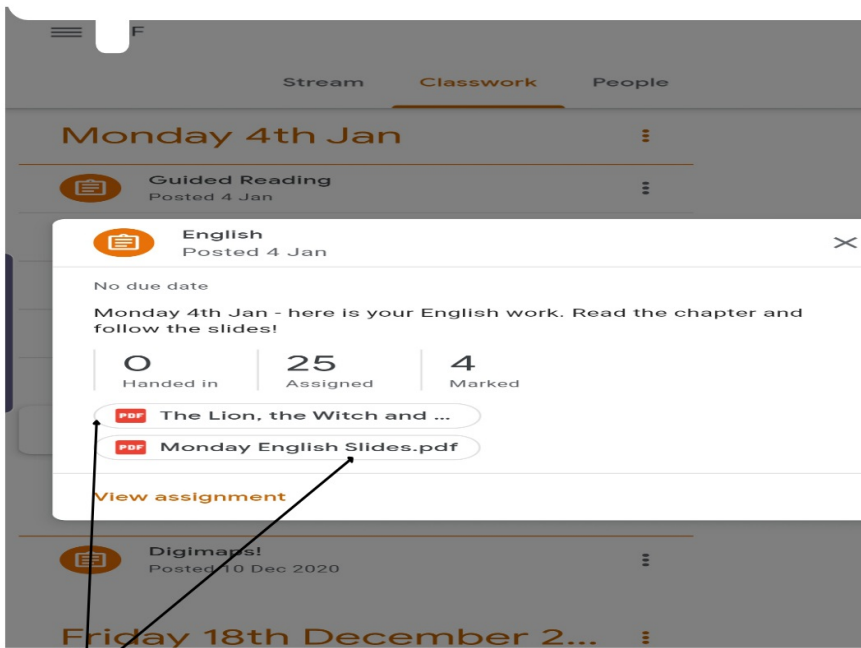 F
Stream Classwork People
Monday 4th Jan
Guided Reading
Posted 4 Jan
English
Posted 4 Jan
No due date
Monday 4th Jan - here is your English work. Read the chapter and
follow the slides!
0 25 4
Handed in Assigned Marked
PDF The Lion, the Witch and ...
PDF Monday English Slides.pdf
View assignment
Digimaps!
Posted 10 Dec 2020
Friday 18th December 2...